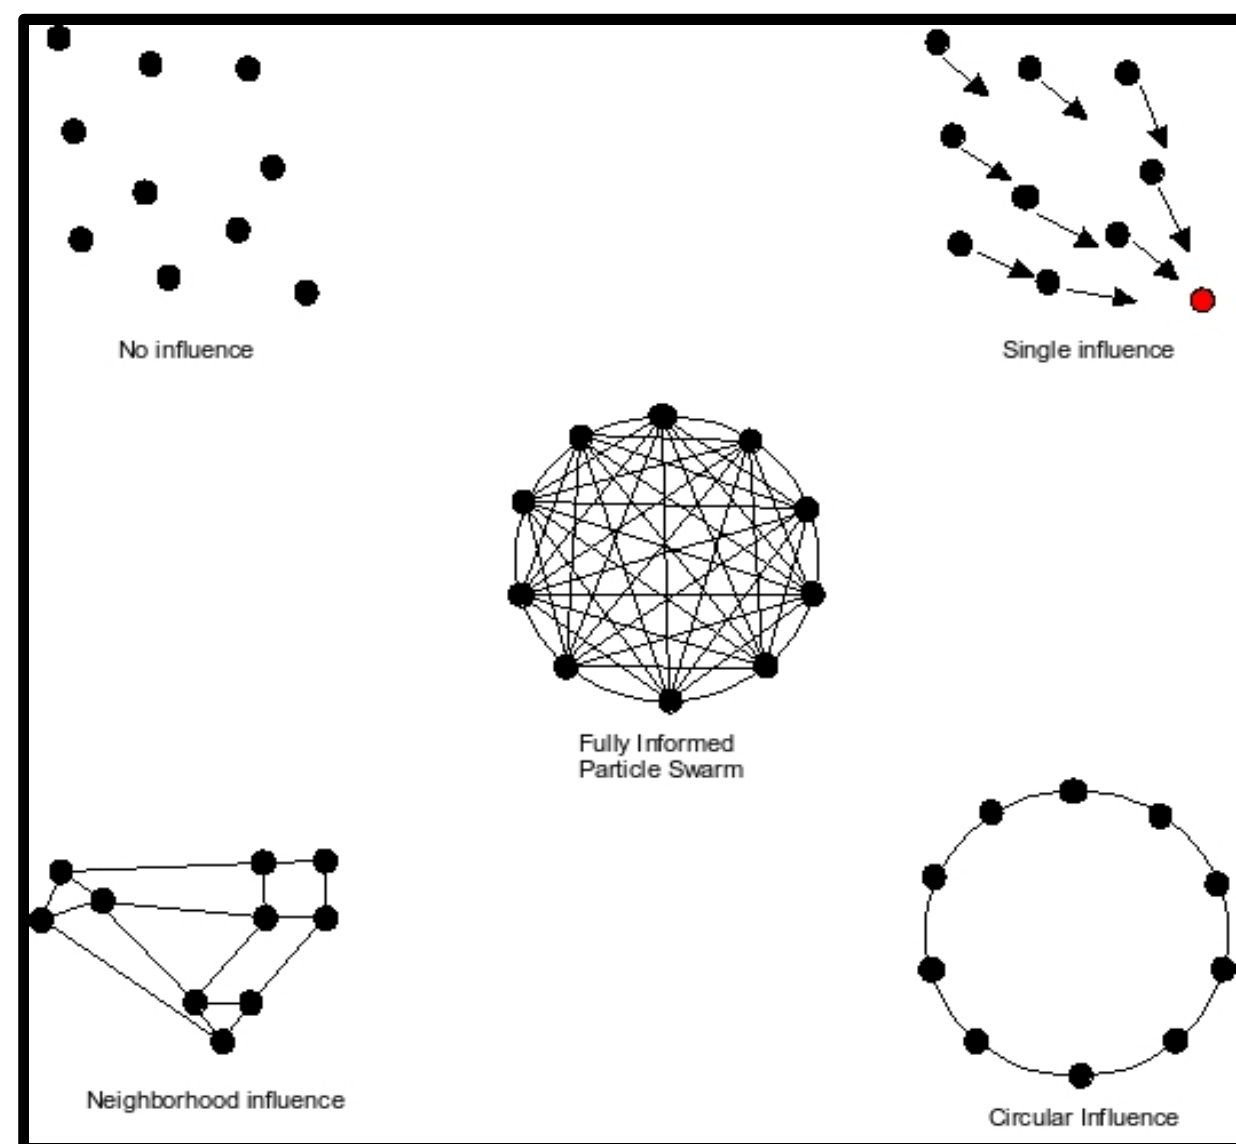 No influence
Single influence
Fully Informed
Particle Swarm
Neighborhood influence
Circular Influence